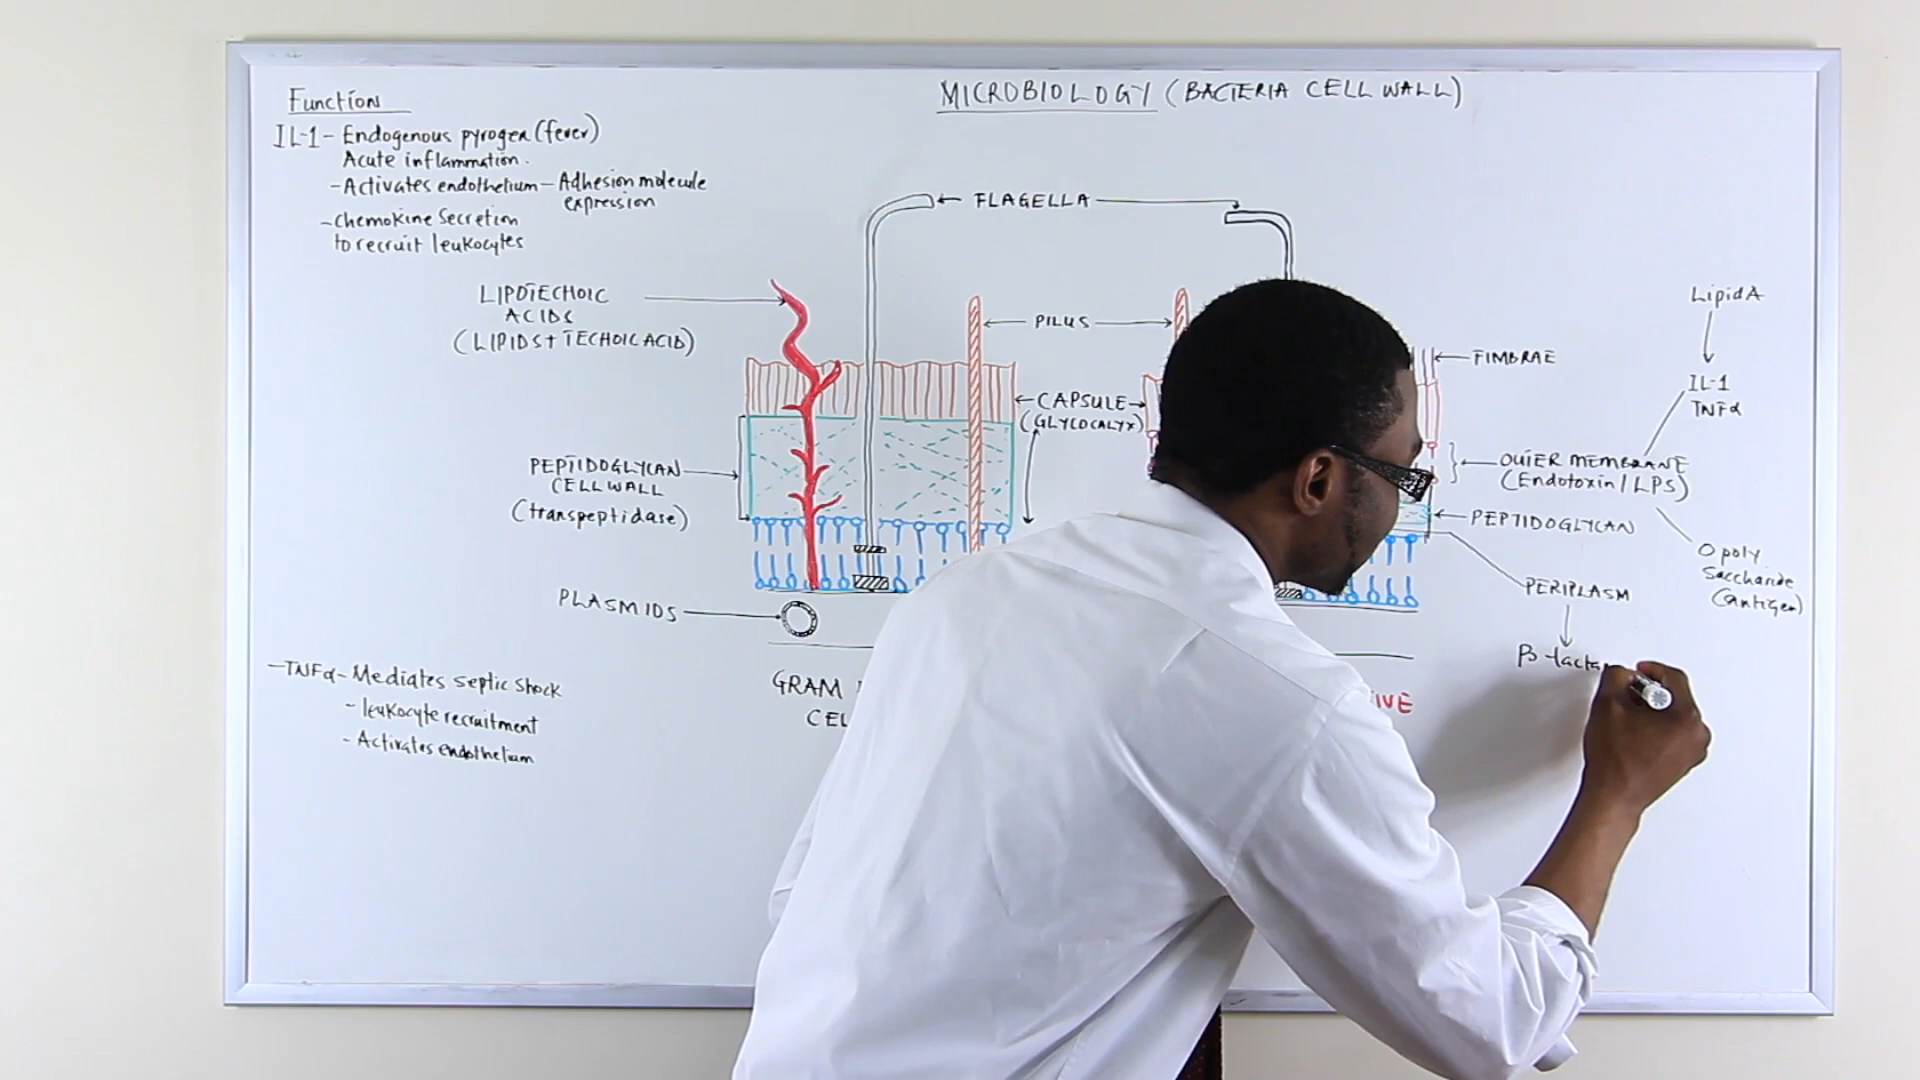 MICROBIOLOGY (BACTERIA CELL WALL)
Function
IL-1 - Endogenous pyrogen (fever)
Acute inflammation.
- Activates endothelium - Adhesion molecule
expression
- Chemokine Secretion
to recruit leukocytes
FLAGELLA
LIPOTECHOIC
ACIDS
(LIPIDS + TECHOIC ACID)
PILUS
CAPSULE
(GLYCOCALYX)
PEPTIDOGLYCAN
CELL WALL
(transpeptidase)
PLASMIDS
GRAM
CEL
- TNFα - Mediates septic shock
- leukocyte recruitment
- Activates endothelium
Lipid A
FIMBRAE
IL-1
TNFα
OUTER MEMBRANE
(Endotoxin/LPS)
PEPTIDOGLYCAN
O poly
Saccharide
(antigen)
PERIPLASM
β-lacta
IVE